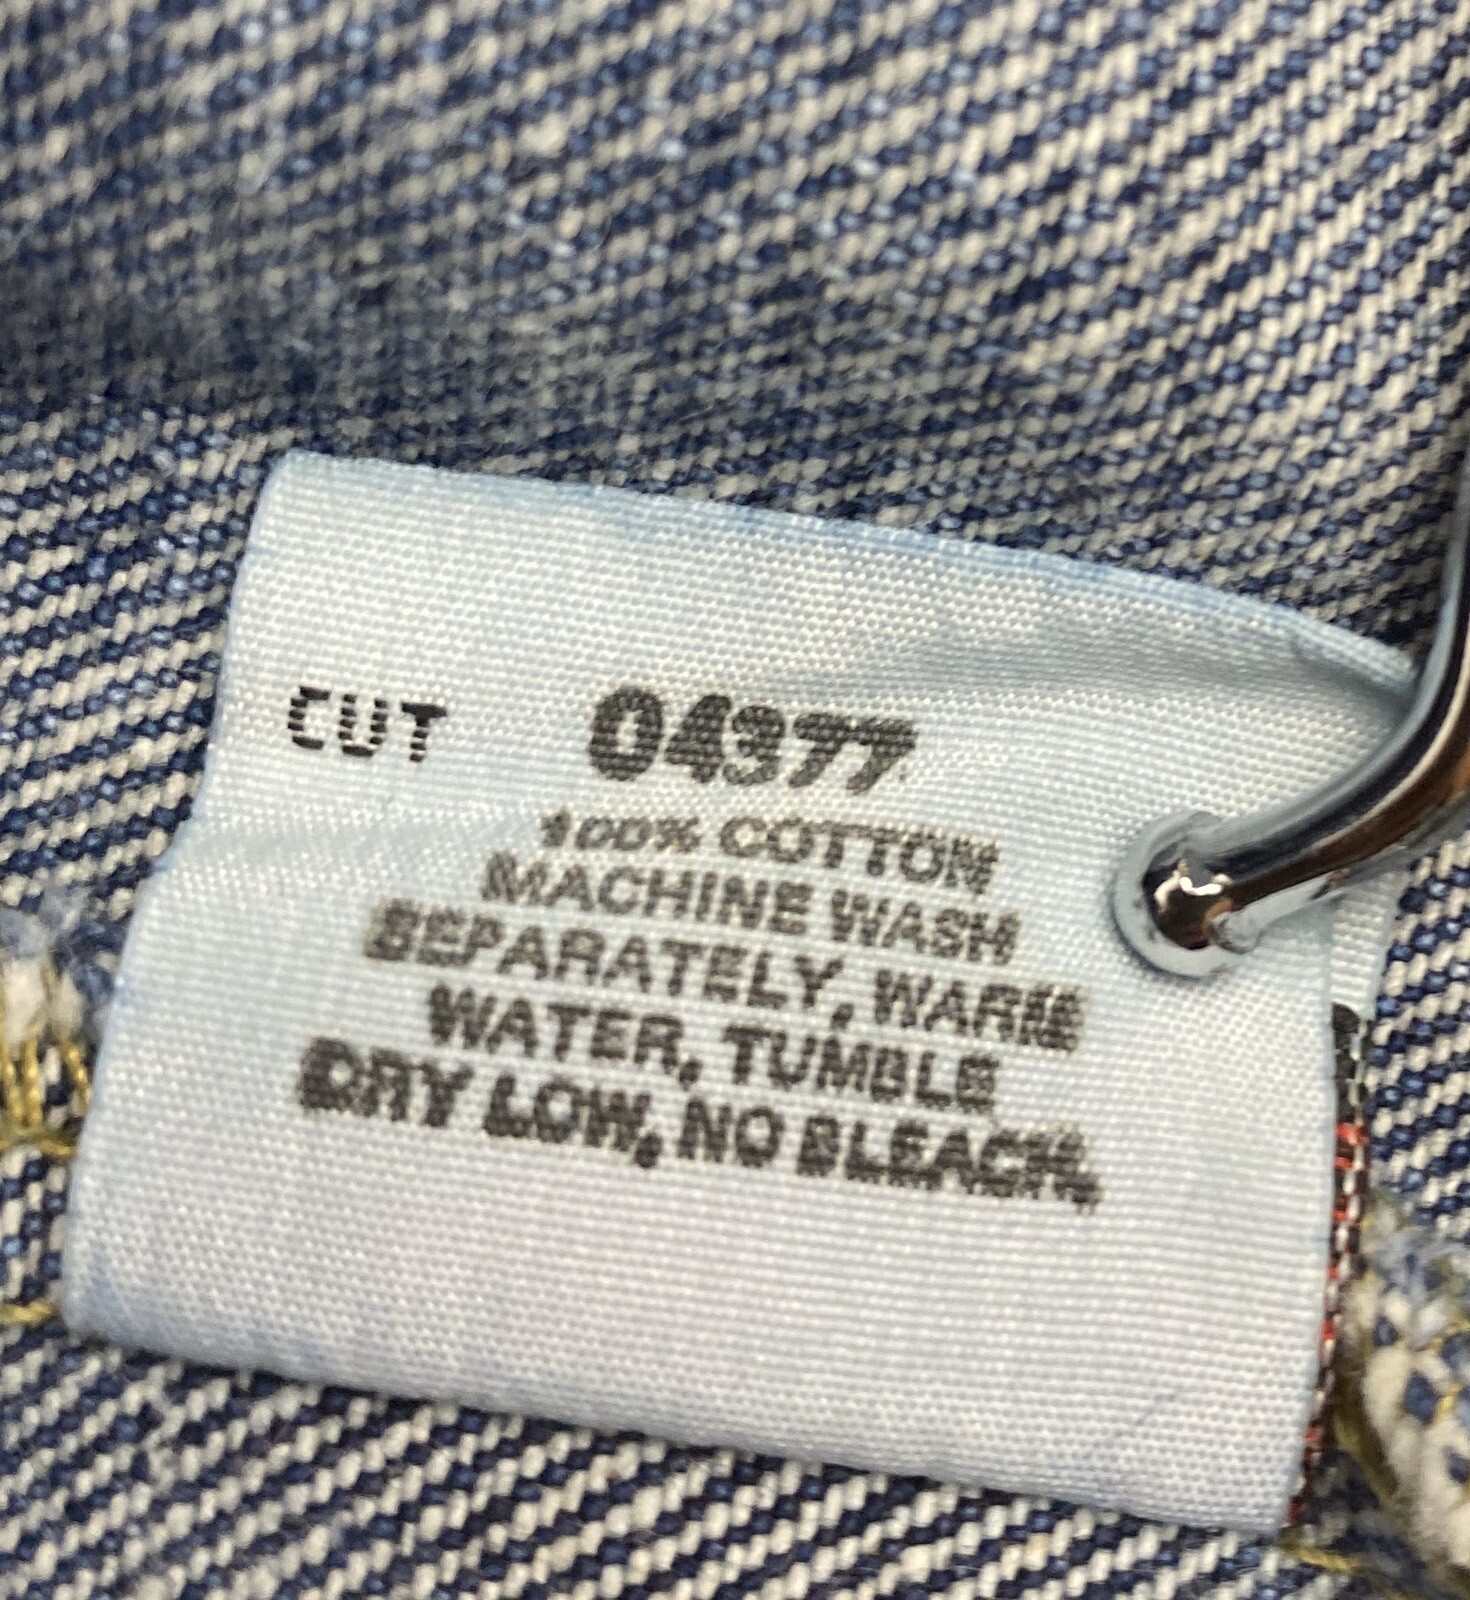 CUT 04377
100% COTTON
MACHINE WASH
SEPARATELY, WARM
WATER, TUMBLE
DRY LOW, NO BLEACH.